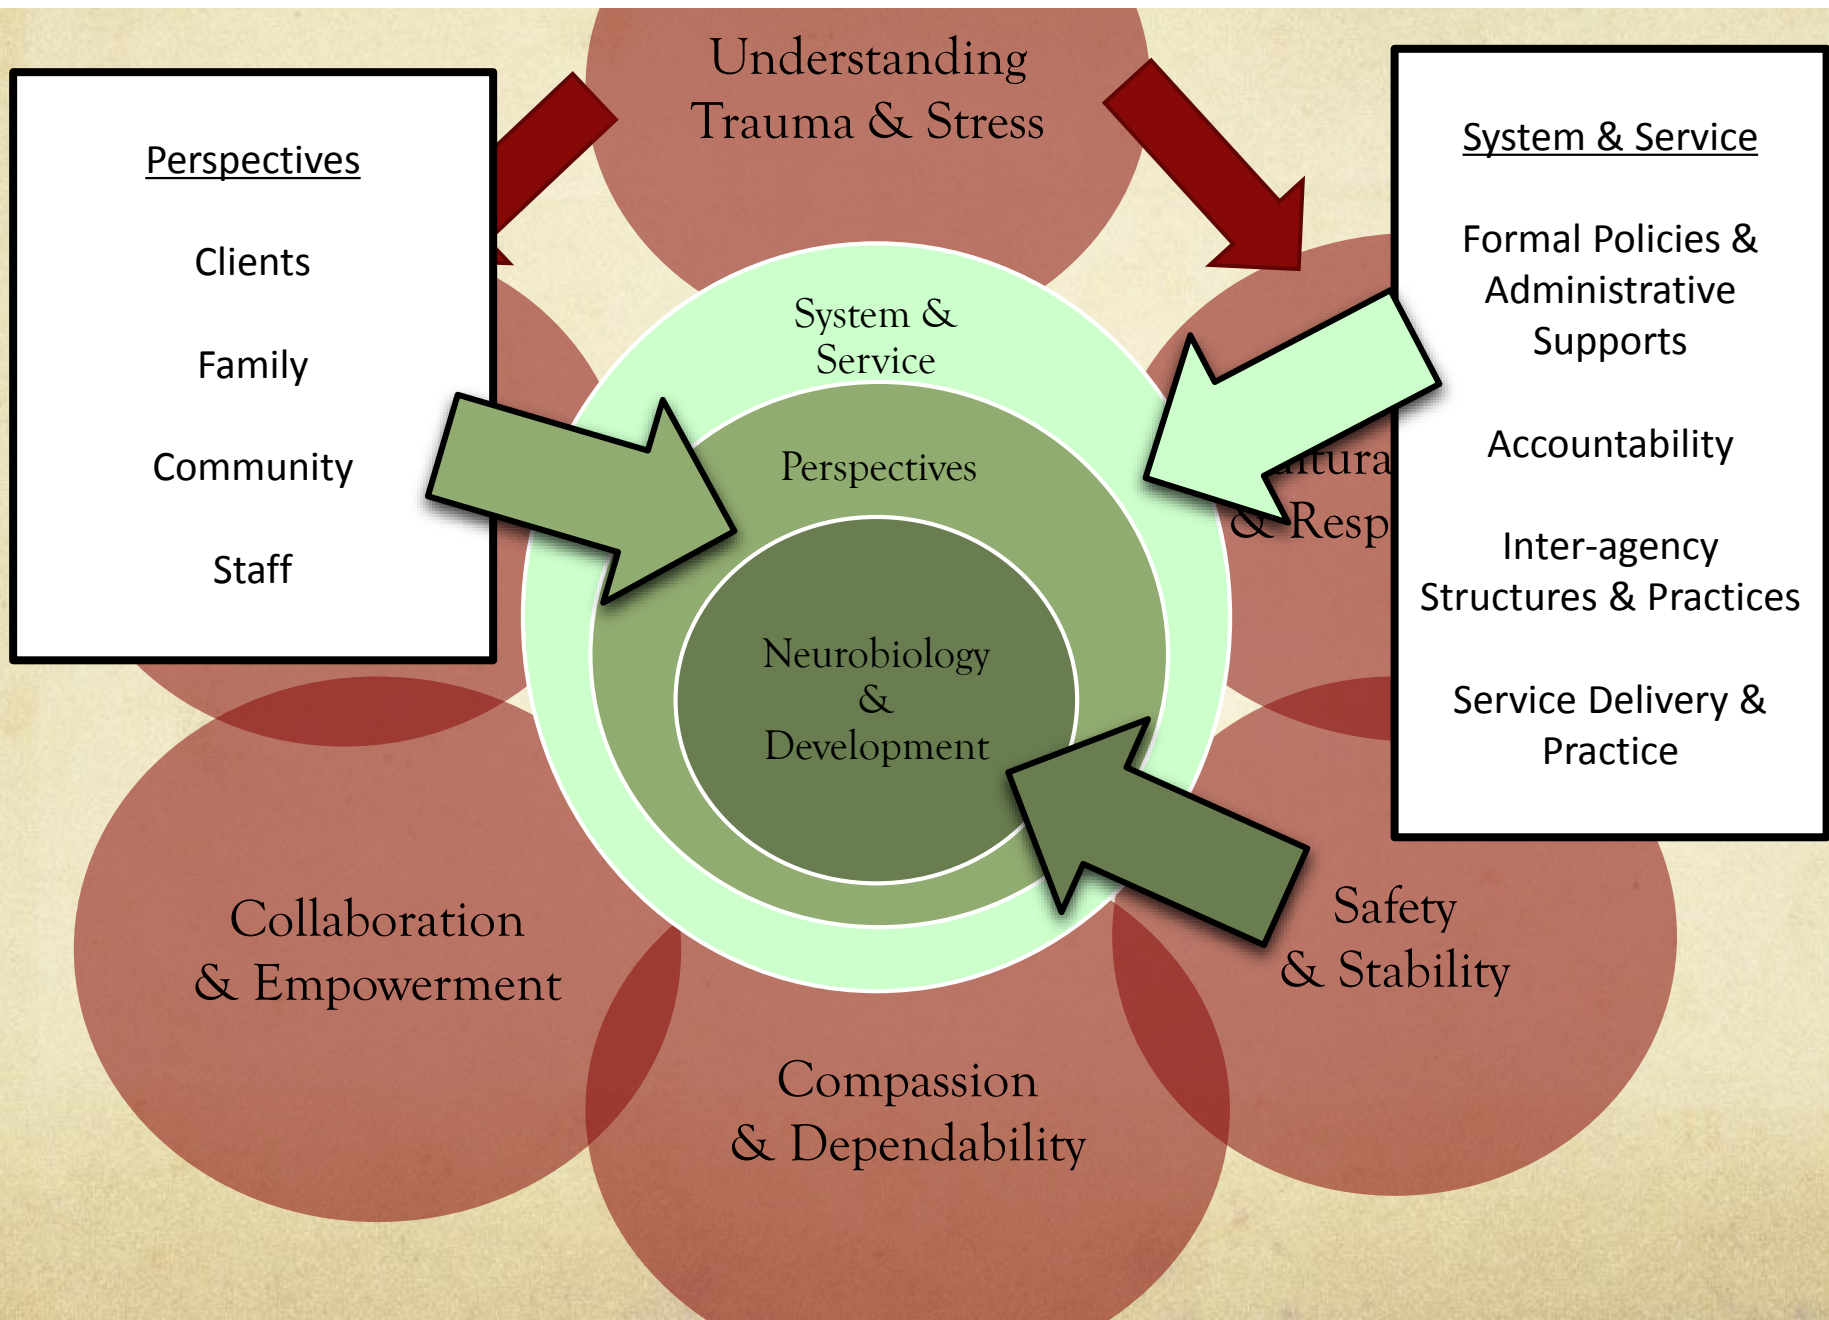 Understanding
Trauma & Stress
Perspectives
Clients
Family
Community
Staff
System & Service
Formal Policies &
Administrative
Supports
Accountability
Inter-agency
Structures & Practices
Service Delivery &
Practice
System &
Service
Perspectives
Neurobiology
&
Development
&
Safety
& Stability
Collaboration
& Empowerment
Compassion
& Dependability